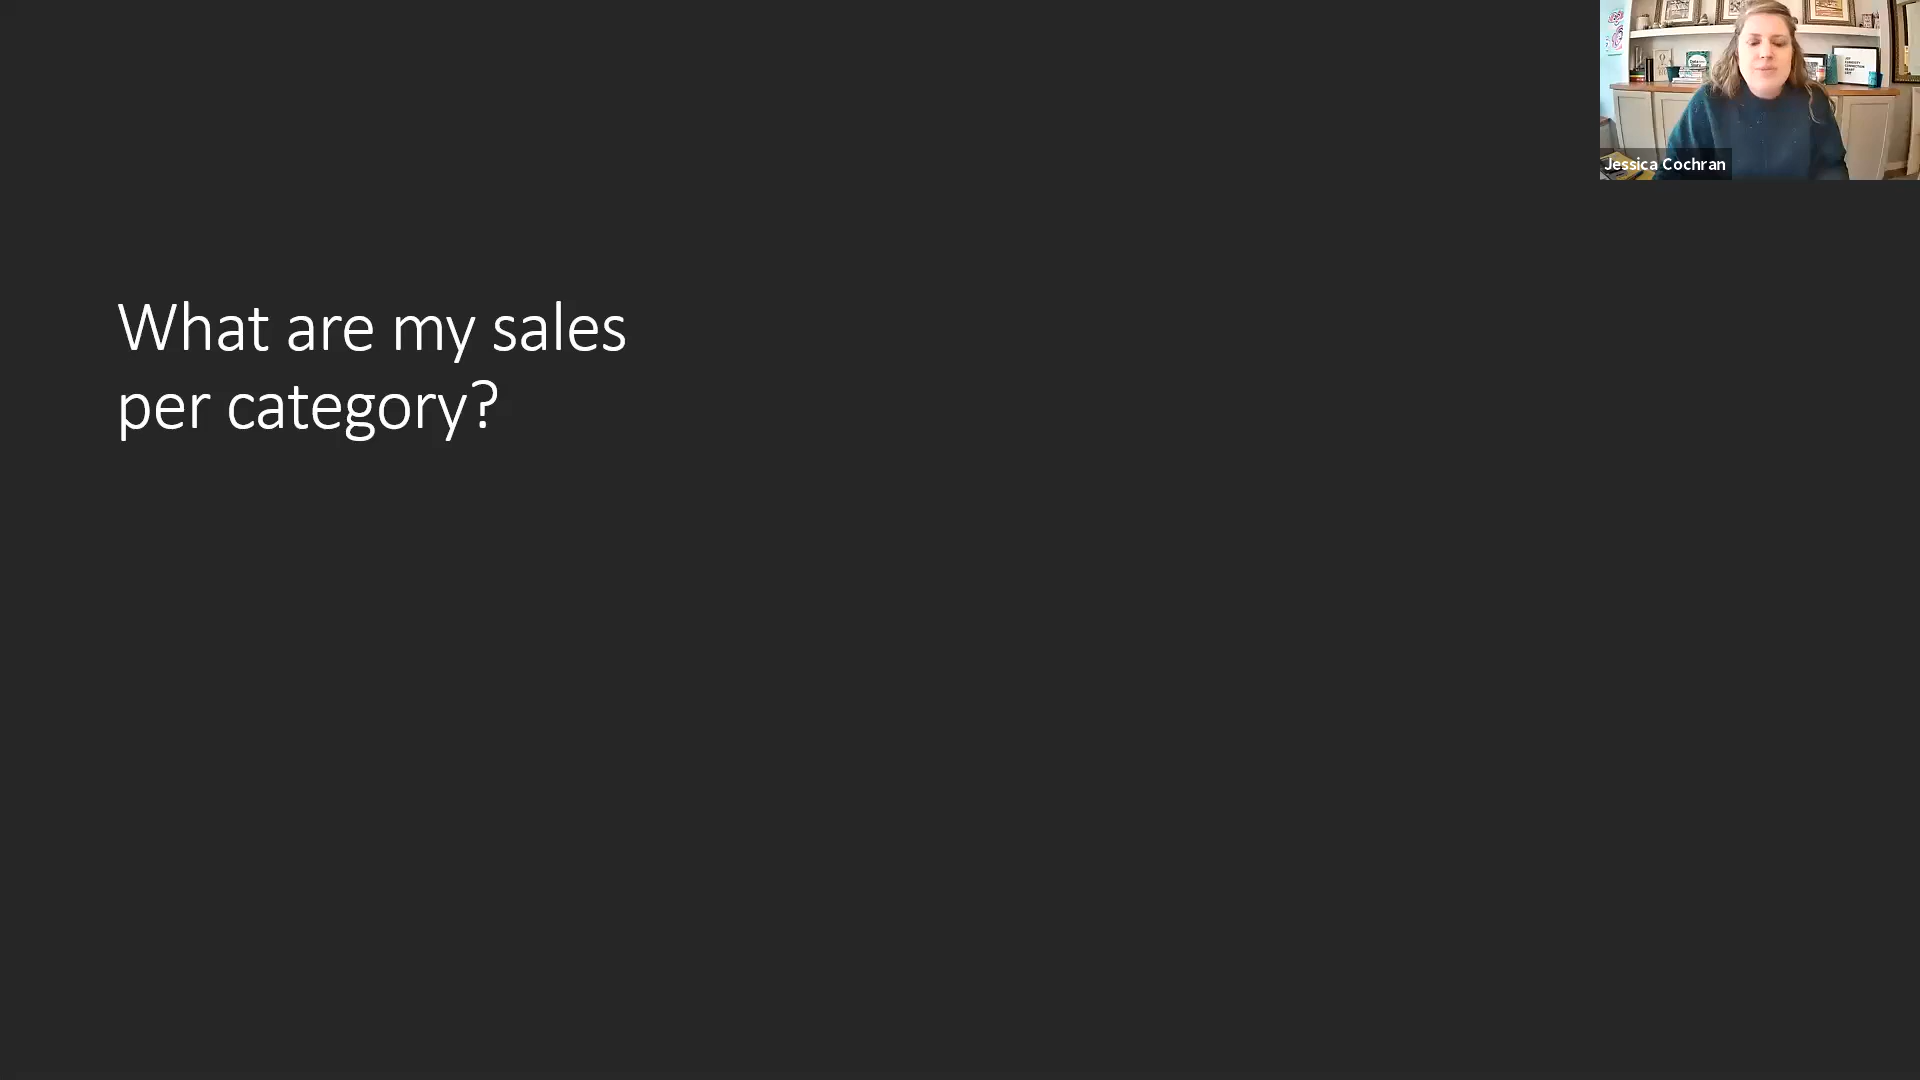 What are my sales
per category?
Jessica Cochran